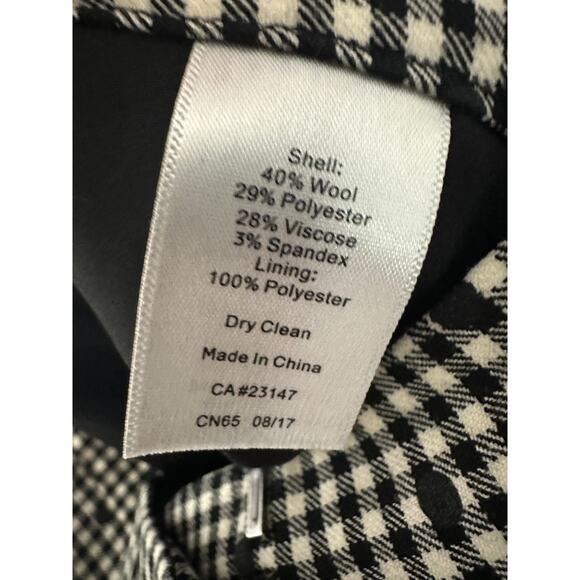 Shell:
40% Wool
29% Polyester
28% Viscose
3% Spandex
Lining:
100% Polyester
Dry Clean
Made In China
CA#23147
CN65 08/17